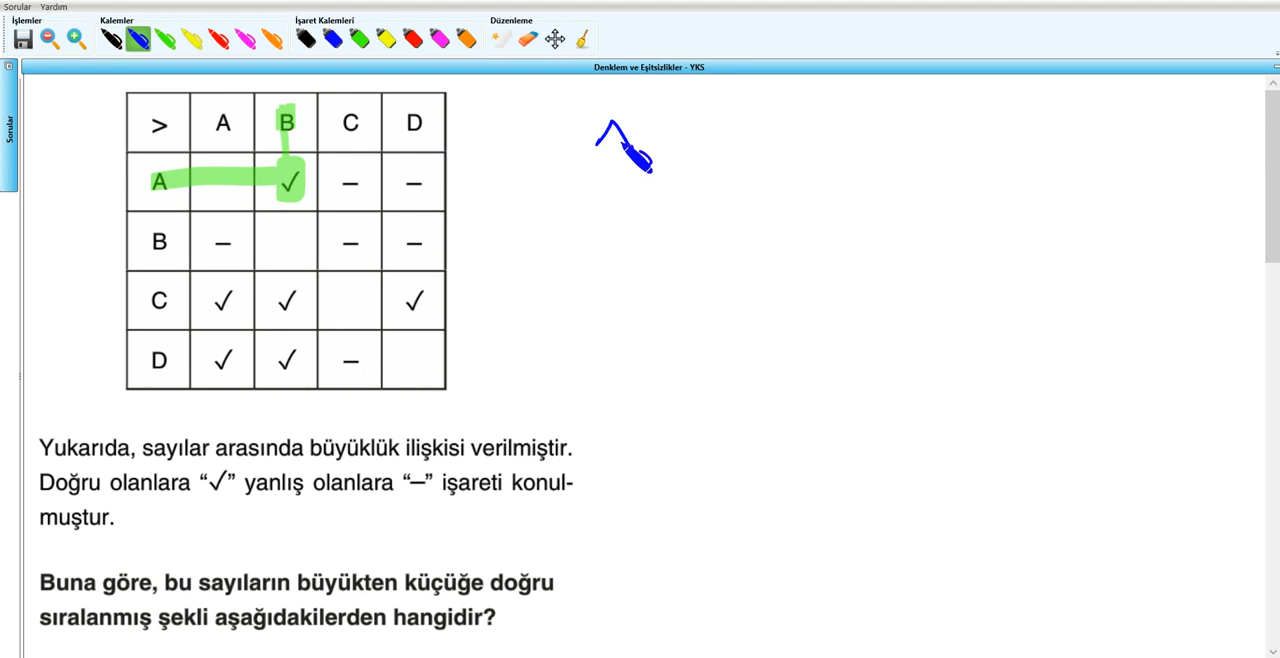 Sorular Yardım
İşlemler Kalemler İşaret Kalemleri Düzenleme
Denklem ve Eşitsizlikler - YKS
Sorular
> A B C D
A ✓ – –
B – – –
C ✓ ✓ ✓
D ✓ ✓ –
Yukarıda, sayılar arasında büyüklük ilişkisi verilmiştir.
Doğru olanlara “✓” yanlış olanlara “–” işareti konul-
muştur.
Buna göre, bu sayıların büyükten küçüğe doğru
sıralanmış şekli aşağıdakilerden hangidir?